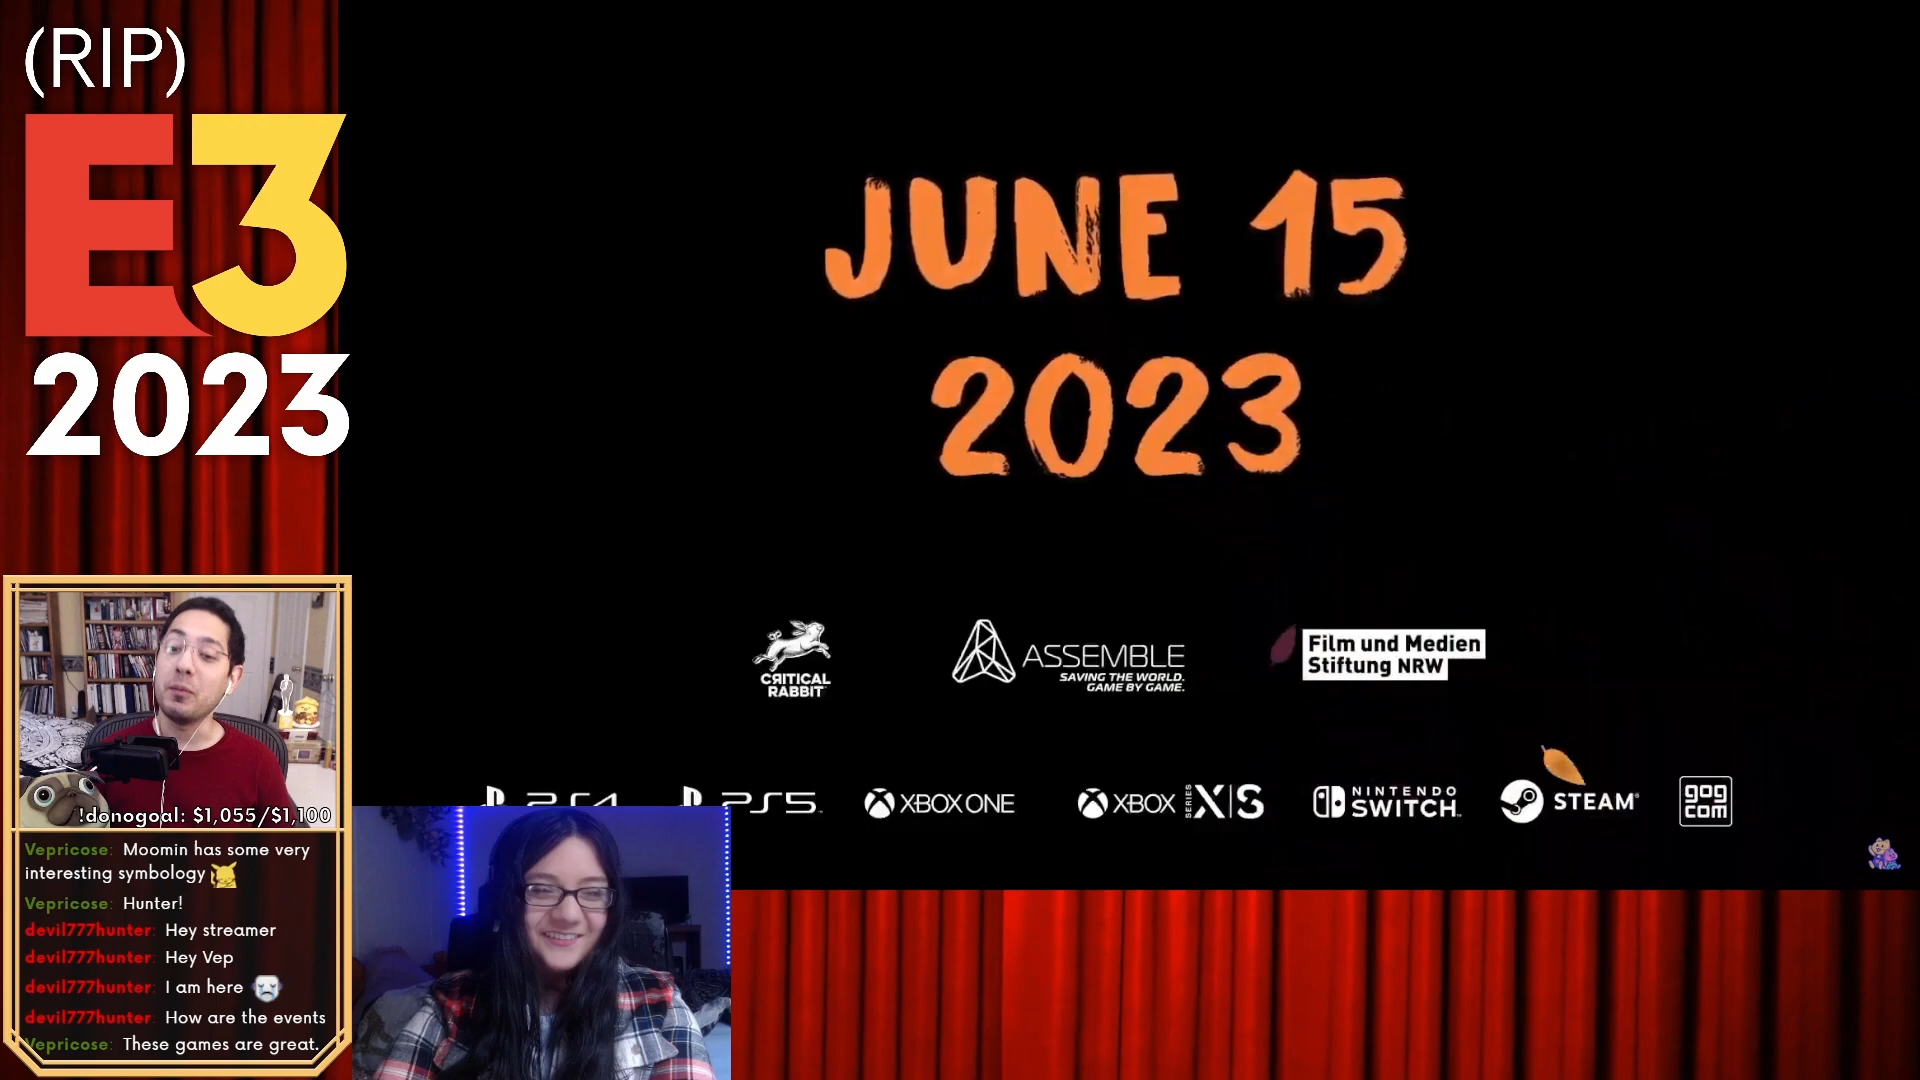 (RIP)
E3
2023
JUNE 15
2023
CRITICAL
RABBIT
ASSEMBLE
SAVING THE WORLD.
GAME BY GAME.
Film und Medien
Stiftung NRW
PS4
PS5
XBOX ONE
XBOX SERIES X|S
NINTENDO
SWITCH
STEAM
gog
com
!donogoal: $1,055/$1,100
Vepricose: Moomin has some very
interesting symbology
Vepricose: Hunter!
devil777hunter: Hey streamer
devil777hunter: Hey Vep
devil777hunter: I am here
devil777hunter: How are the events
Vepricose: These games are great.